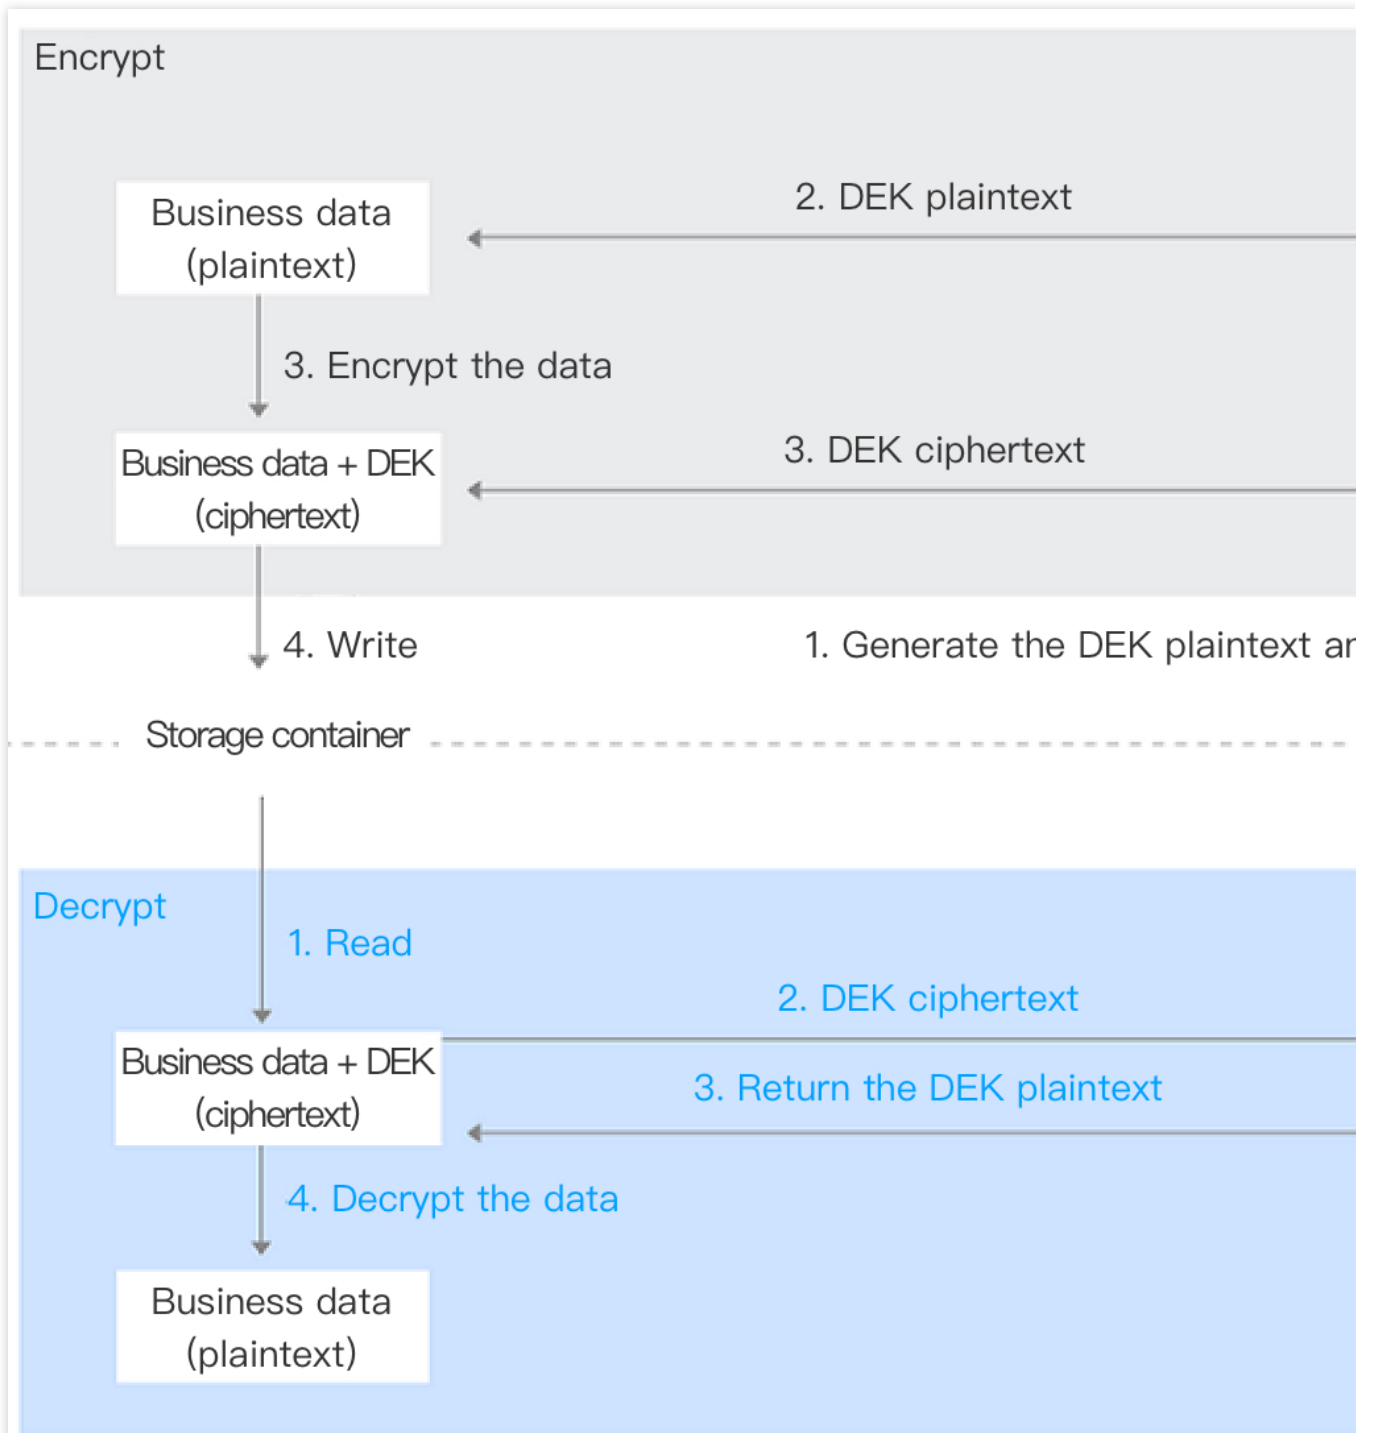 Encrypt
2. DEK plaintext
Business data
(plaintext)
3. Encrypt the data
3. DEK ciphertext
Business data + DEK
(ciphertext)
4. Write
1. Generate the DEK plaintext
Storage container
Decrypt
1. Read
2. DEK ciphertext
Business data + DEK
(ciphertext)
3. Return the DEK plaintext
4. Decrypt the data
Business data
(plaintext)